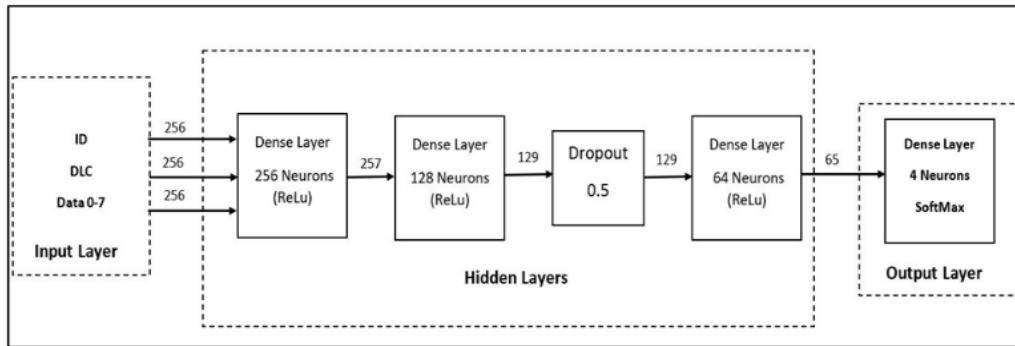 ID
DLC
Data 0-7
Input Layer
256
256
256
Dense Layer
256 Neurons
(ReLu)
257
Dense Layer
128 Neurons
(ReLu)
129
Dropout
0.5
129
Dense Layer
64 Neurons
(ReLu)
Hidden Layers
65
Dense Layer
4 Neurons
SoftMax
Output Layer